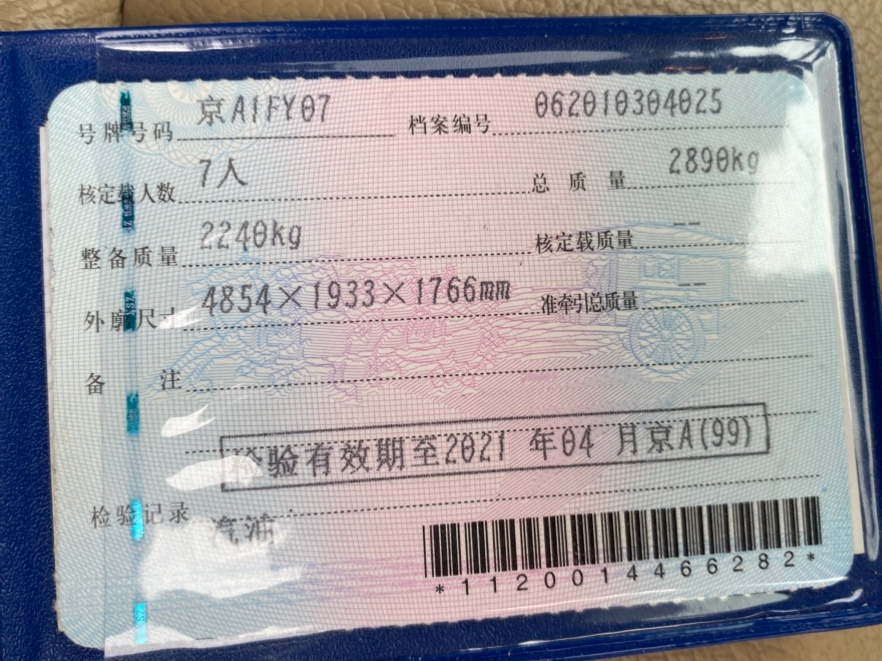 号牌号码 京A1FY07 档案编号 062010304025
核定载人数 7人 总质量 2890kg
整备质量 2240kg 核定载质量 --
外廓尺寸 4854×1933×1766mm 准牵引总质量 --
备注
检验有效期至2021 年04 月京A(99)
检验记录 汽油
*1120014466282*